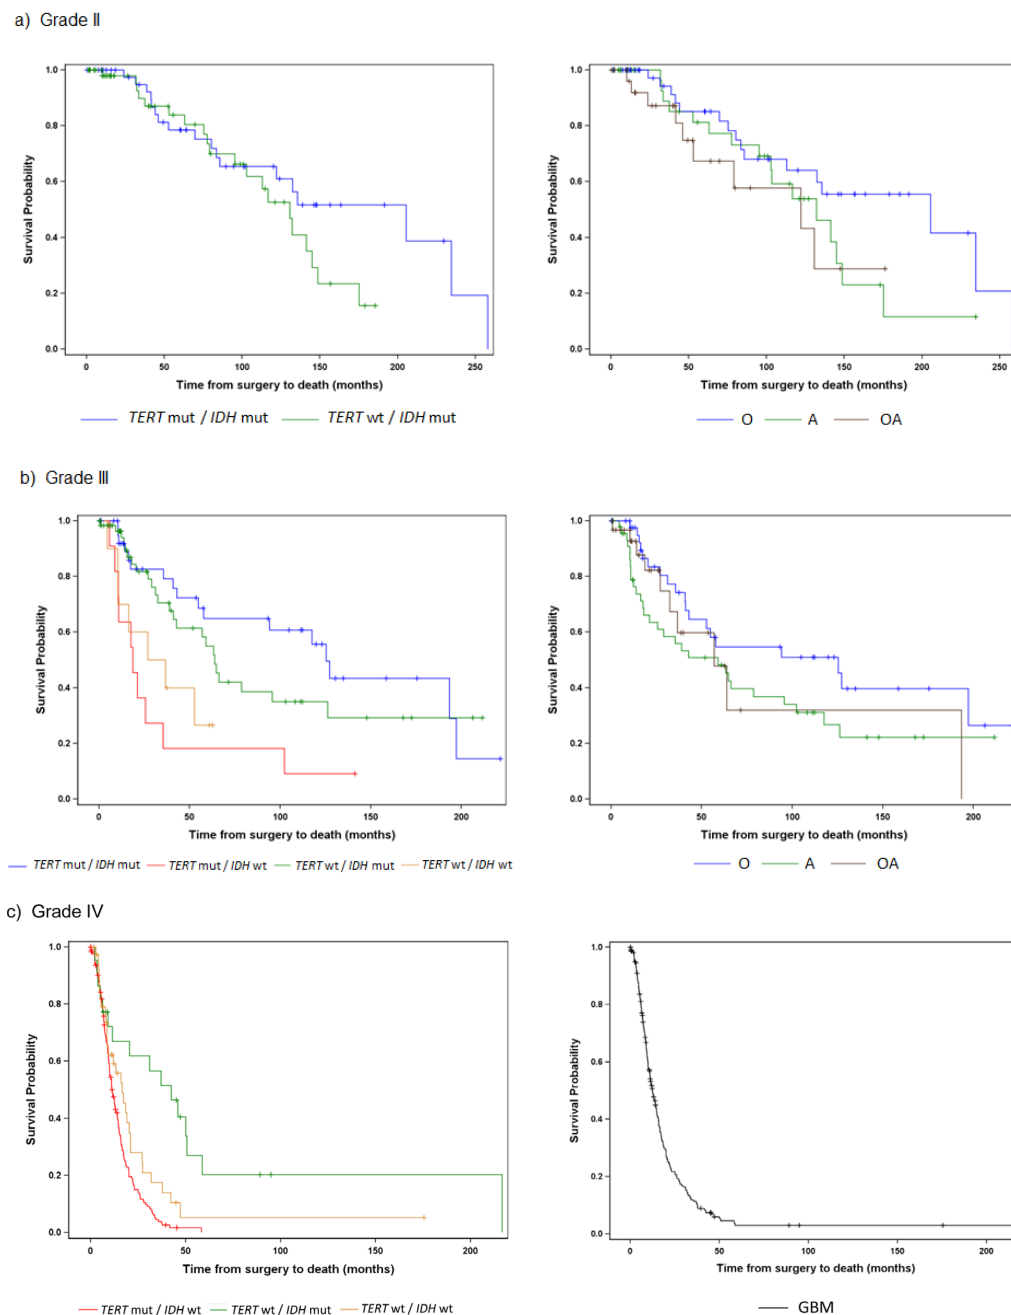 a) Grade II
1.0
0.8
0.6
0.4
0.2
0.0
Survival Probability
0 50 100 150 200 250
Time from surgery to death (months)
TERT mut / IDH mut TERT wt / IDH mut
1.0
0.8
0.6
0.4
0.2
0.0
Survival Probability
0 50 100 150 200 250
Time from surgery to death (months)
O A OA
b) Grade III
1.0
0.8
0.6
0.4
0.2
0.0
Survival Probability
0 50 100 150 200
Time from surgery to death (months)
TERT mut / IDH mut TERT mut / IDH wt TERT wt / IDH mut TERT wt / IDH wt
1.0
0.8
0.6
0.4
0.2
0.0
Survival Probability
0 50 100 150 200
Time from surgery to death (months)
O A OA
c) Grade IV
1.0
0.8
0.6
0.4
0.2
0.0
Survival Probability
0 50 100 150 200
Time from surgery to death (months)
TERT mut / IDH wt TERT wt / IDH mut TERT wt / IDH wt
1.0
0.8
0.6
0.4
0.2
0.0
Survival Probability
0 50 100 150 200
Time from surgery to death (months)
GBM